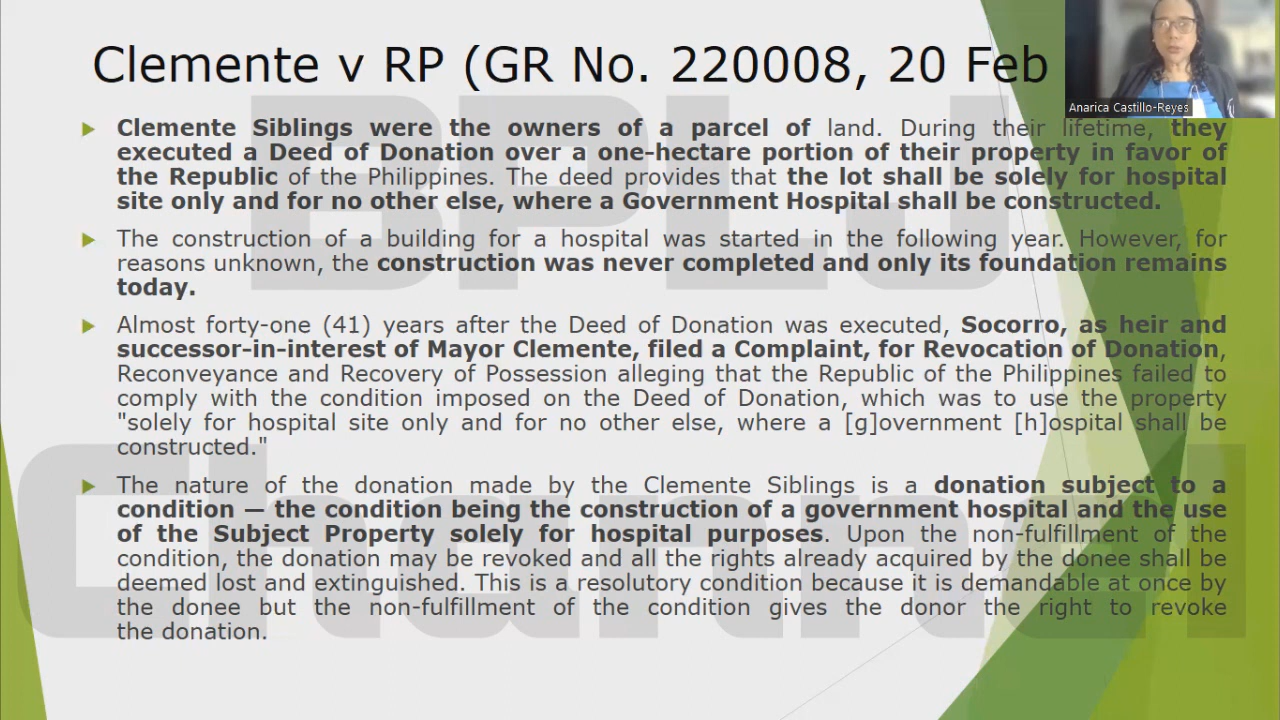 Clemente v RP (GR No. 220008, 20 Feb
Anarica Castillo-Reyes
Clemente Siblings were the owners of a parcel of land. During their lifetime, they
executed a Deed of Donation over a one-hectare portion of their property in favor of
the Republic of the Philippines. The deed provides that the lot shall be solely for hospital
site only and for no other else, where a Government Hospital shall be constructed.
The construction of a building for a hospital was started in the following year. However, for
reasons unknown, the construction was never completed and only its foundation remains
today.
Almost forty-one (41) years after the Deed of Donation was executed, Socorro, as heir and
successor-in-interest of Mayor Clemente, filed a Complaint, for Revocation of Donation,
Reconveyance and Recovery of Possession alleging that the Republic of the Philippines failed to
comply with the condition imposed on the Deed of Donation, which was to use the property
"solely for hospital site only and for no other else, where a [g]overnment [h]ospital shall be
constructed."
The nature of the donation made by the Clemente Siblings is a donation subject to a
condition — the condition being the construction of a government hospital and the use
of the Subject Property solely for hospital purposes. Upon the non-fulfillment of the
condition, the donation may be revoked and all the rights already acquired by the donee shall be
deemed lost and extinguished. This is a resolutory condition because it is demandable at once by
the donee but the non-fulfillment of the condition gives the donor the right to revoke
the donation.
BPLJ
Channel